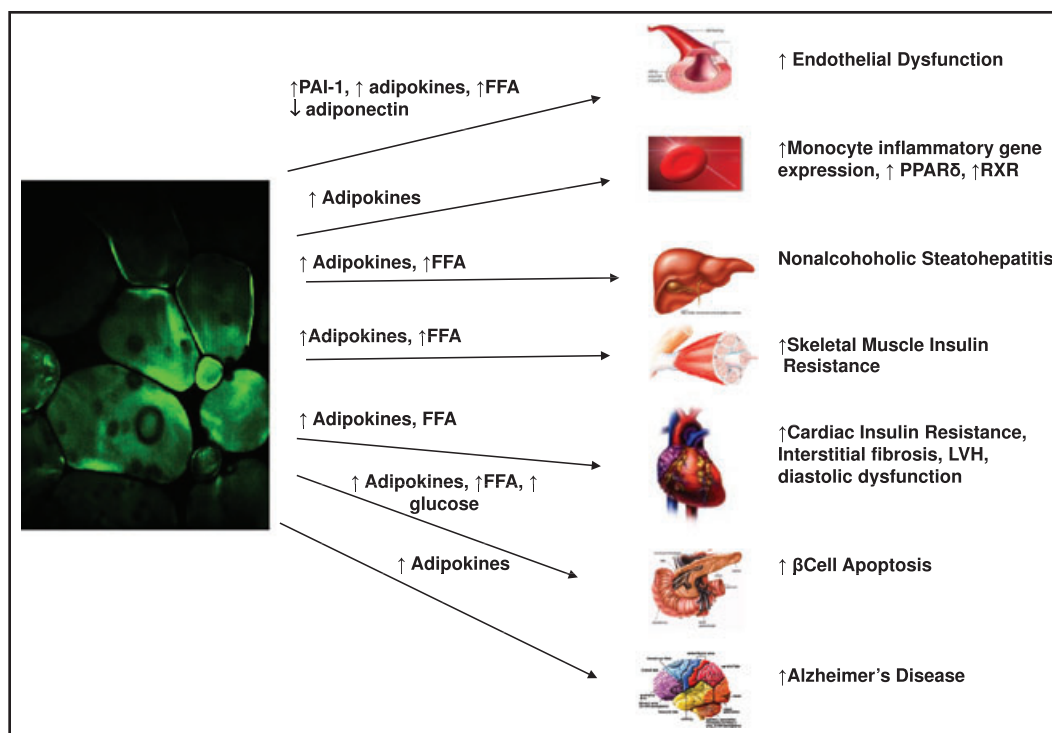 ↑PAI-1, ↑ adipokines, ↑FFA
↓ adiponectin
↑ Endothelial Dysfunction
↑ Adipokines
↑Monocyte inflammatory gene
expression, ↑ PPARδ, ↑RXR
↑ Adipokines, ↑FFA
Nonalcohoholic Steatohepatitis
↑Adipokines, ↑FFA
↑Skeletal Muscle Insulin
Resistance
↑ Adipokines, FFA
↑Cardiac Insulin Resistance,
Interstitial fibrosis, LVH,
diastolic dysfunction
↑ Adipokines, ↑FFA, ↑
glucose
↑ βCell Apoptosis
↑ Adipokines
↑Alzheimer’s Disease